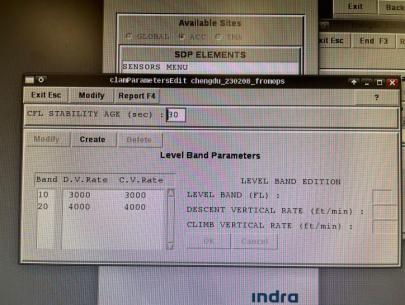 Exit Back
Available Sites
GLOBAL ACC TMA
Exit Esc End F3
SDP ELEMENTS
SENSORS MENU
clamParametersEdit chengdu_230208_fromops
Exit Esc Modify Report F4 ?
CFL STABILITY AGE (sec) : 30
Modify Create Delete
Level Band Parameters
Band D.V.Rate C.V.Rate
10 3000 3000
20 4000 4000
LEVEL BAND EDITION
LEVEL BAND (FL) :
DESCENT VERTICAL RATE (ft/min) :
CLIMB VERTICAL RATE (ft/min) :
OK Cancel
indra